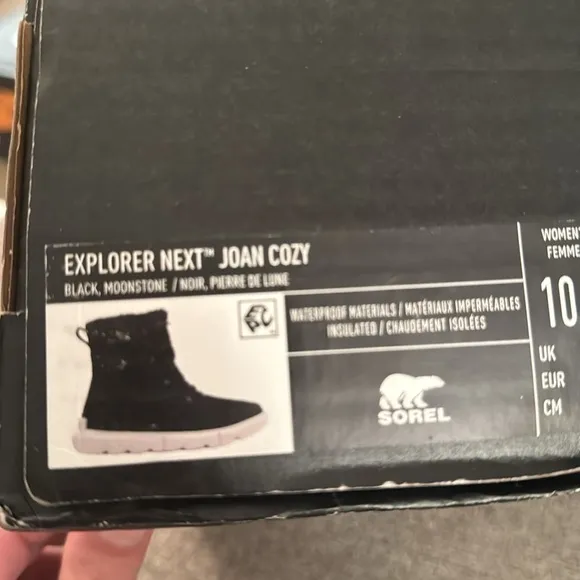 EXPLORER NEXT™ JOAN COZY
BLACK, MOONSTONE / NOIR, PIERRE DE LUNE
WATERPROOF MATERIALS / MATÉRIAUX IMPERMÉABLES
INSULATED / CHAUDEMENT ISOLÉES
SOREL
WOMEN'
FEMME
10
UK
EUR
CM